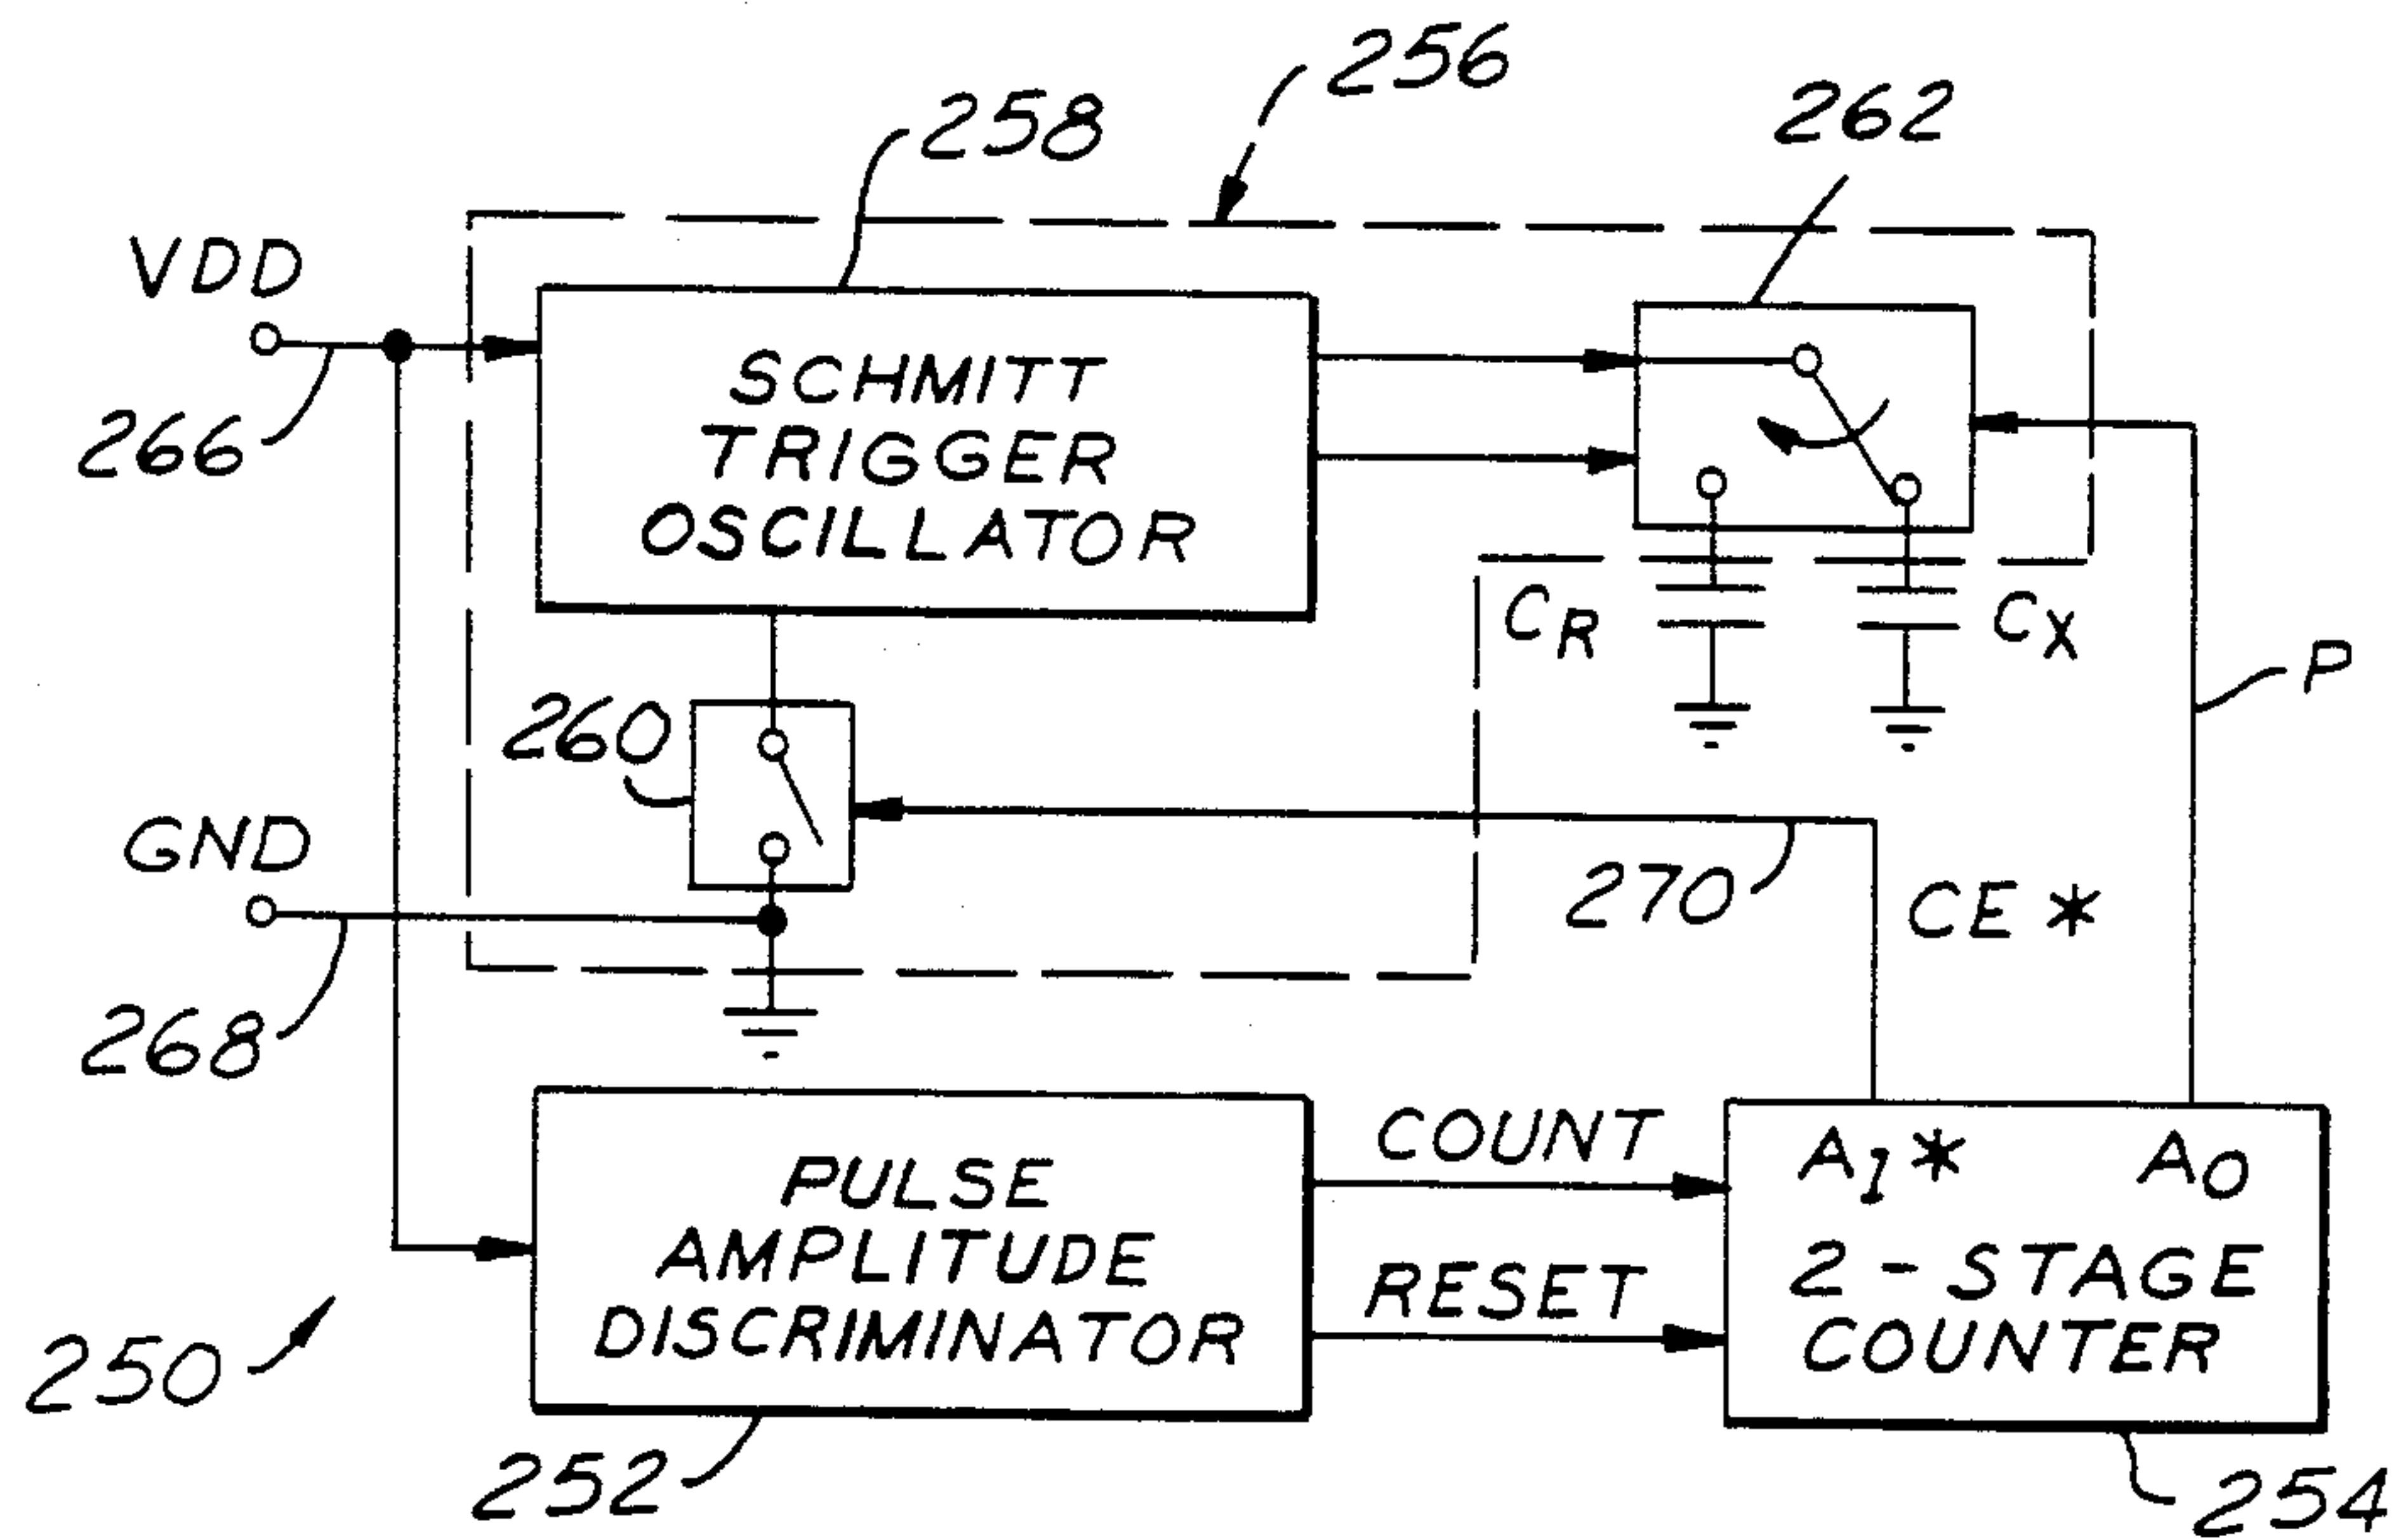 256
258
262
VDD
SCHMITT
TRIGGER
OSCILLATOR
266
CR
CX
P
260
GND
270
CE *
268
COUNT
A1* A0
PULSE
AMPLITUDE
DISCRIMINATOR
RESET
2-STAGE
COUNTER
250
252
254